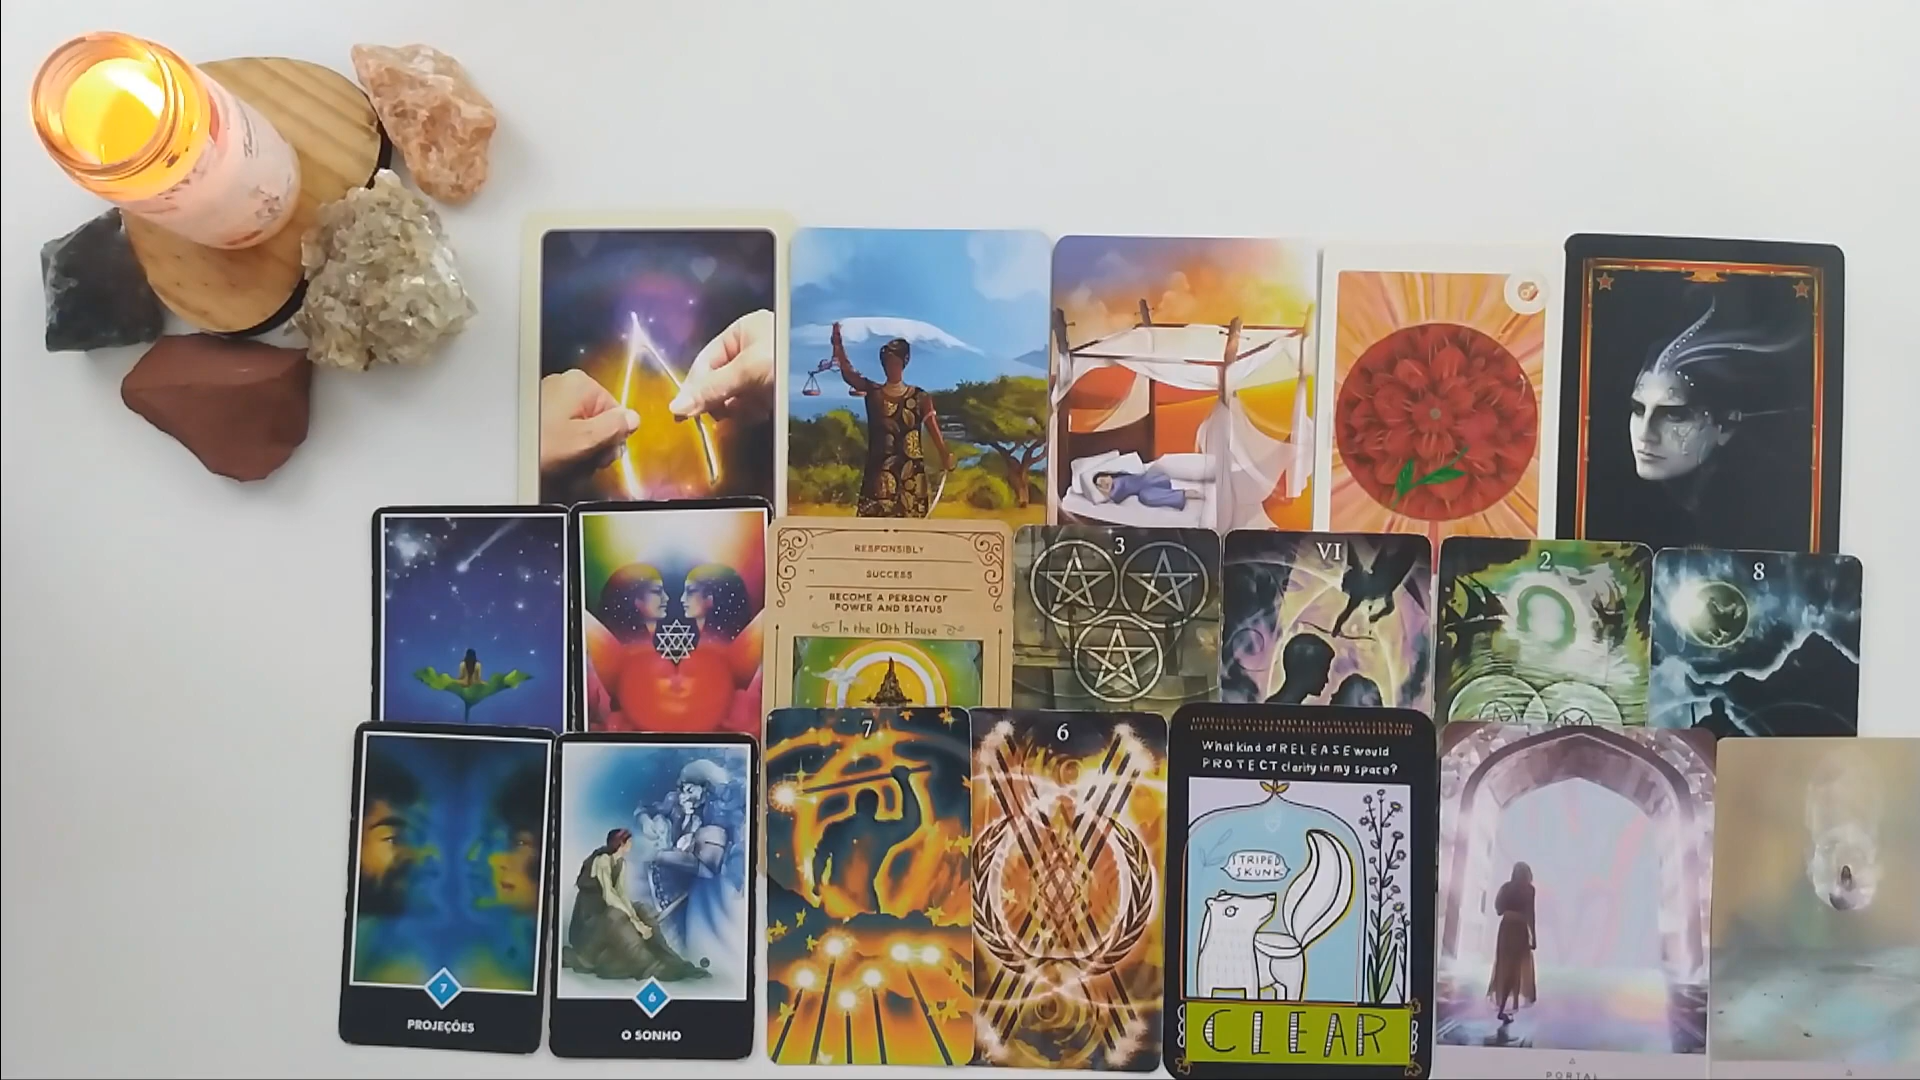 RESPONSIBLY
SUCCESS
BECOME A PERSON OF
POWER AND STATUS
In the 10th House
3
VI
2
8
7
PROJEÇÕES
6
O SONHO
7
6
What kind of RELEASE would
PROTECT clarity in my space?
STRIPED
SKUNK
CLEAR
PORTAL